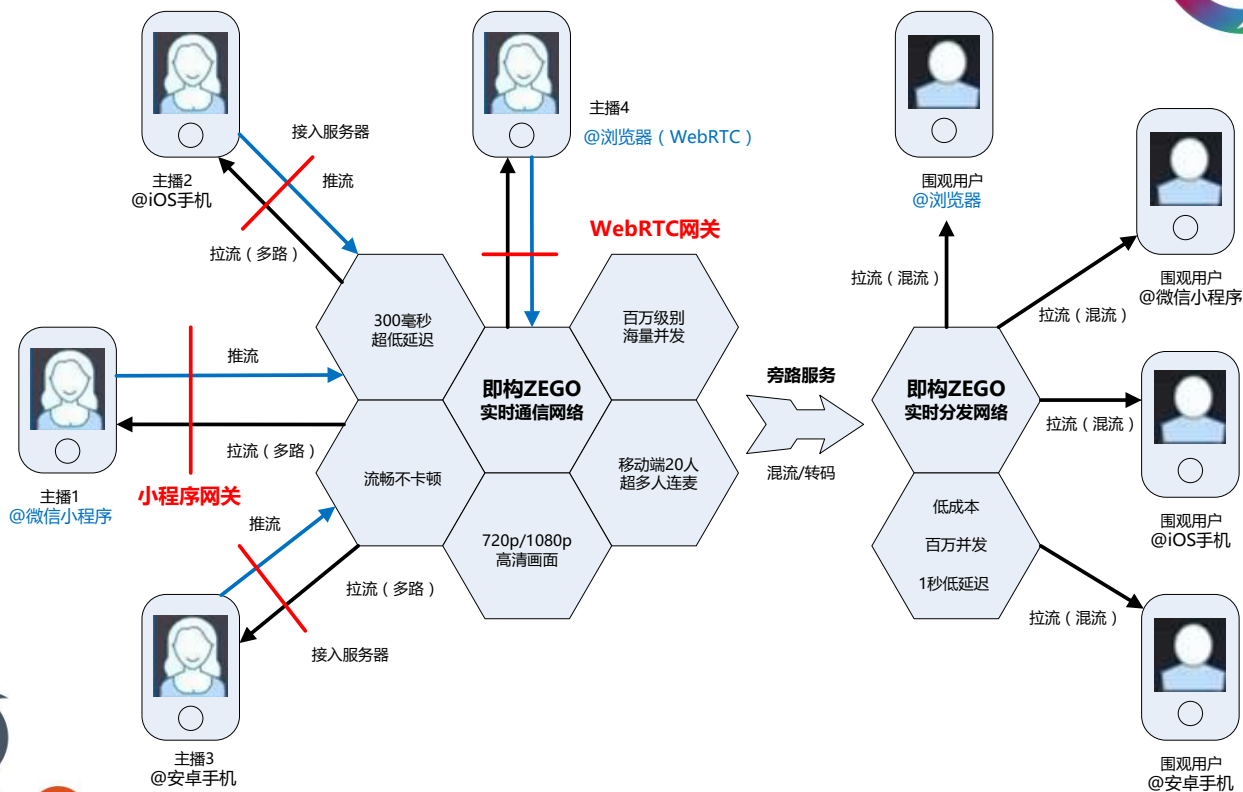 主播2
@iOS手机
接入服务器
推流
拉流（多路）
主播4
@浏览器（WebRTC）
WebRTC网关
主播1
@微信小程序
推流
拉流（多路）
小程序网关
主播3
@安卓手机
推流
拉流（多路）
接入服务器
300毫秒
超低延迟
百万级别
海量并发
即构ZEGO
实时通信网络
流畅不卡顿
移动端20人
超多人连麦
720p/1080p
高清画面
旁路服务
混流/转码
即构ZEGO
实时分发网络
低成本
百万并发
1秒低延迟
围观用户
@浏览器
拉流（混流）
围观用户
@微信小程序
拉流（混流）
围观用户
@iOS手机
拉流（混流）
围观用户
@安卓手机
拉流（混流）